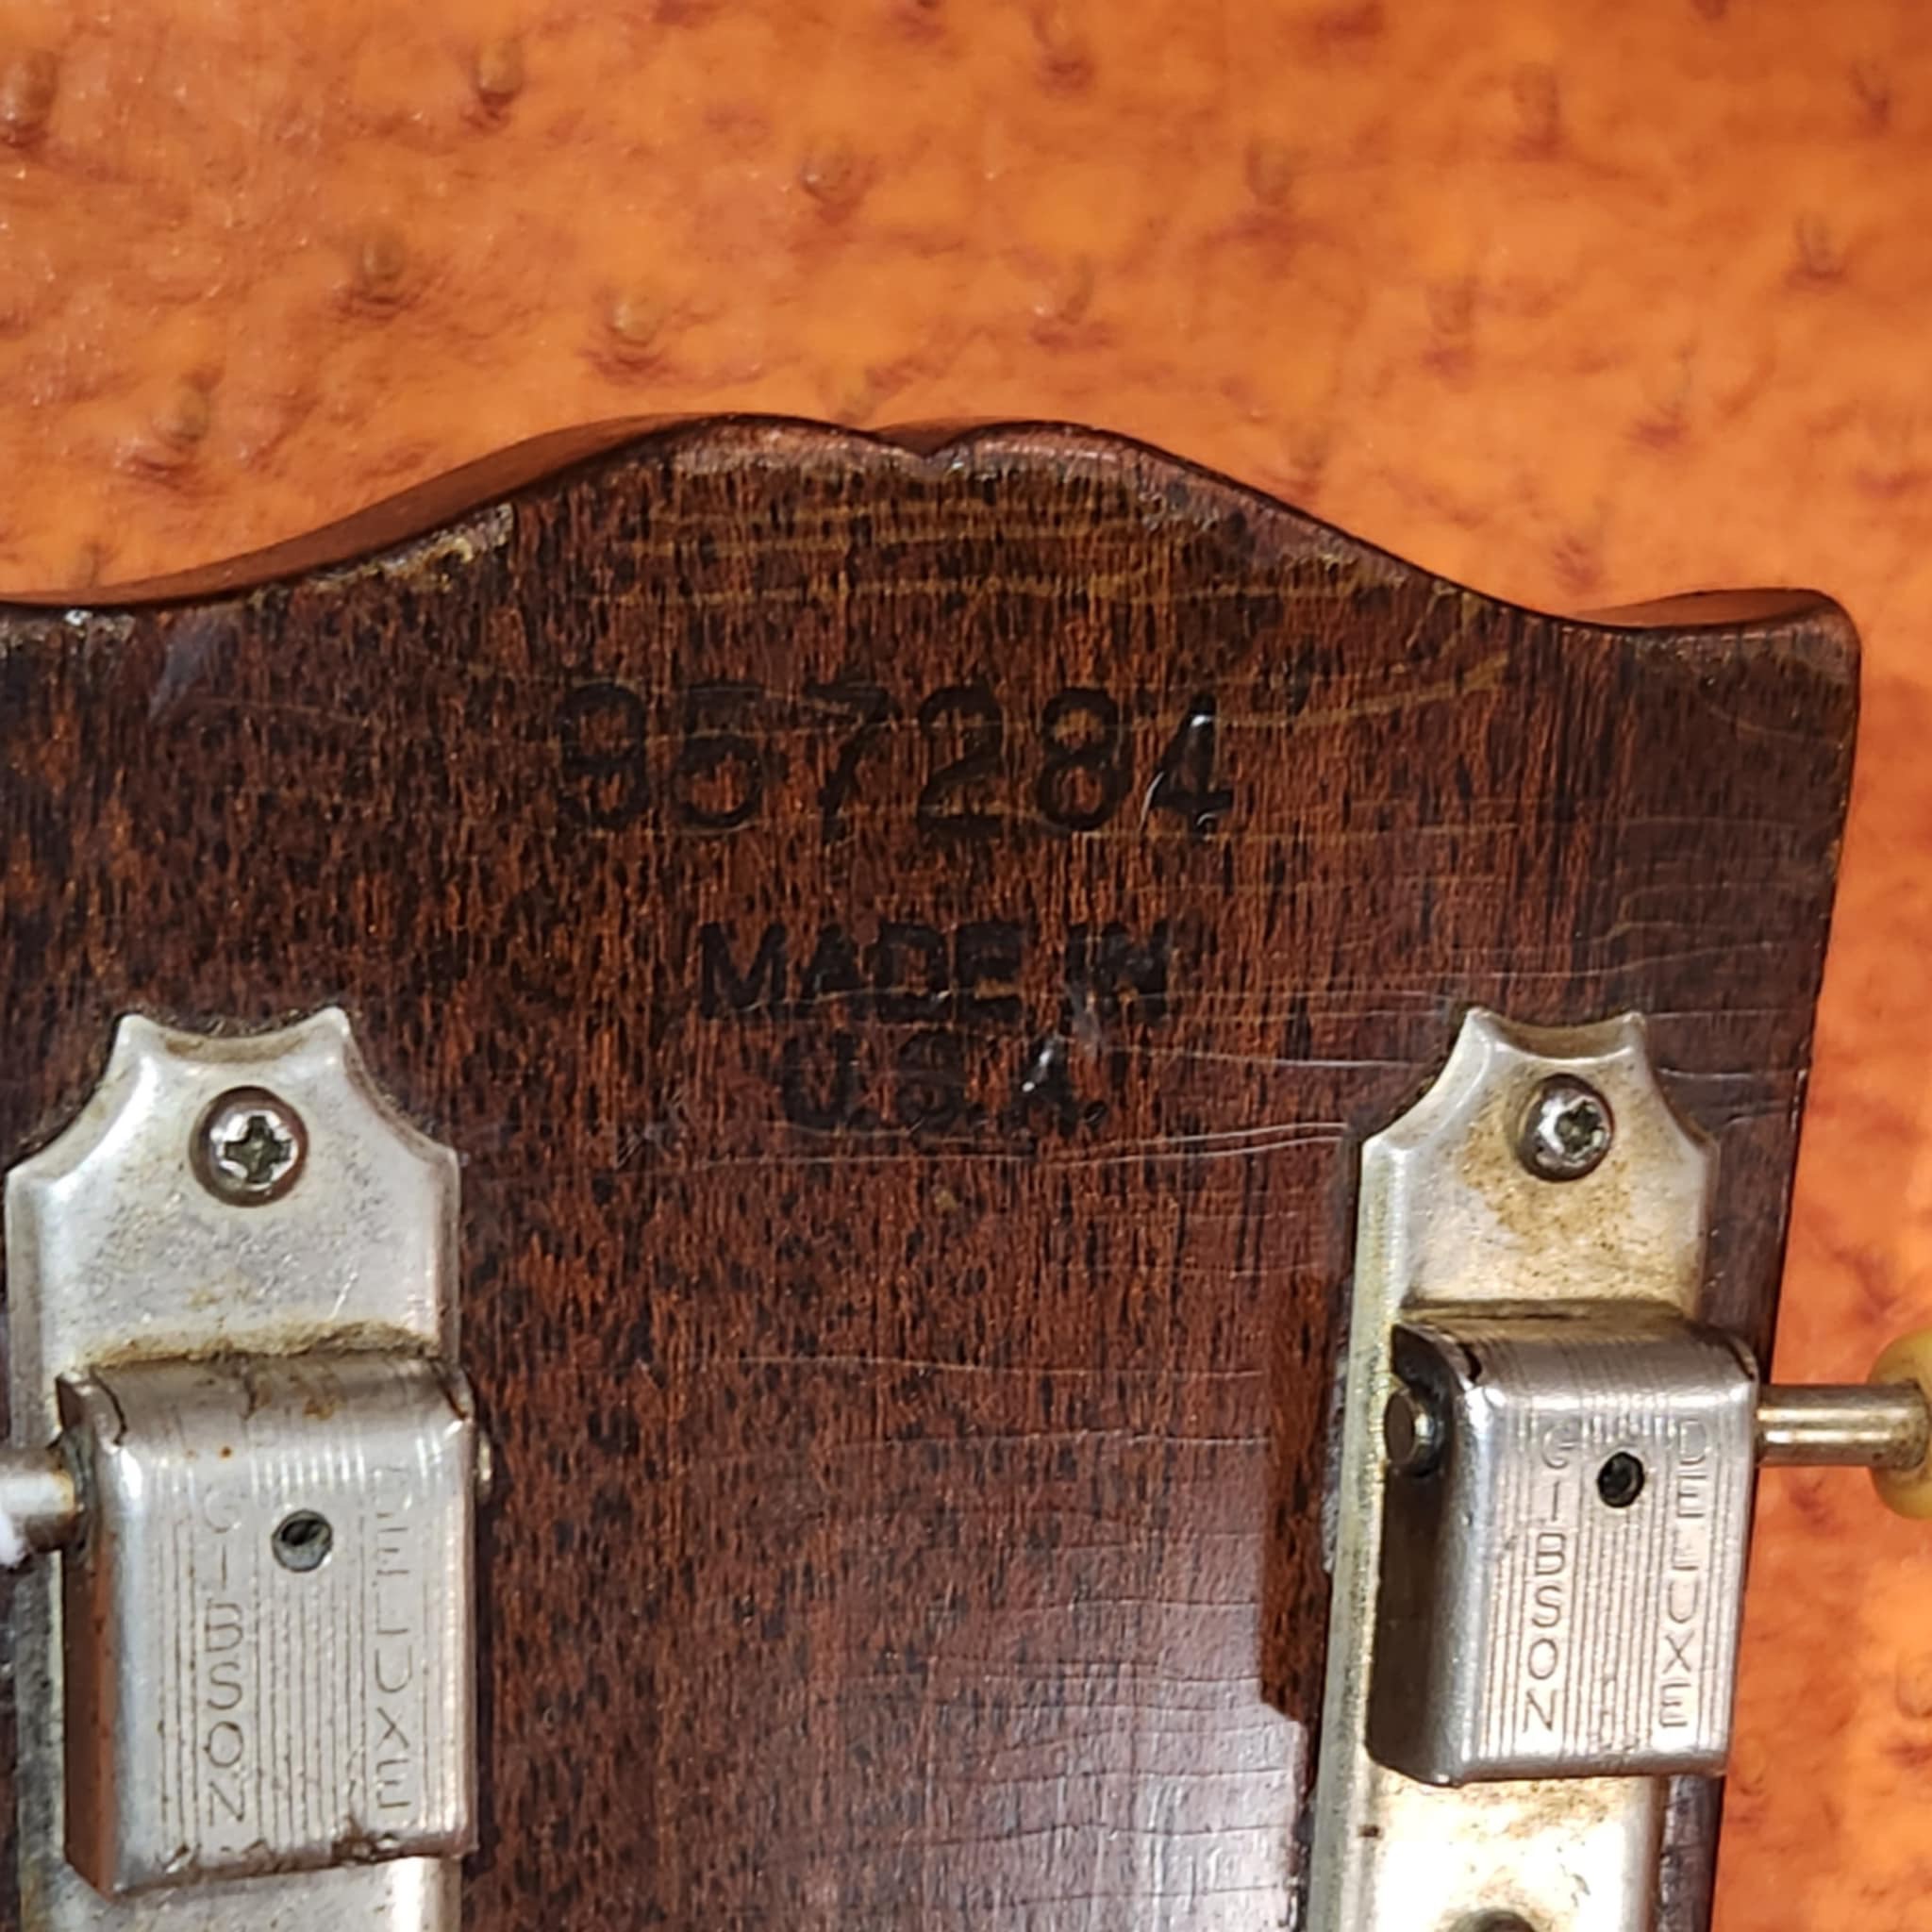 957284
MADE IN
U.S.A.
GIBSON
DELUXE
GIBSON
DELUXE